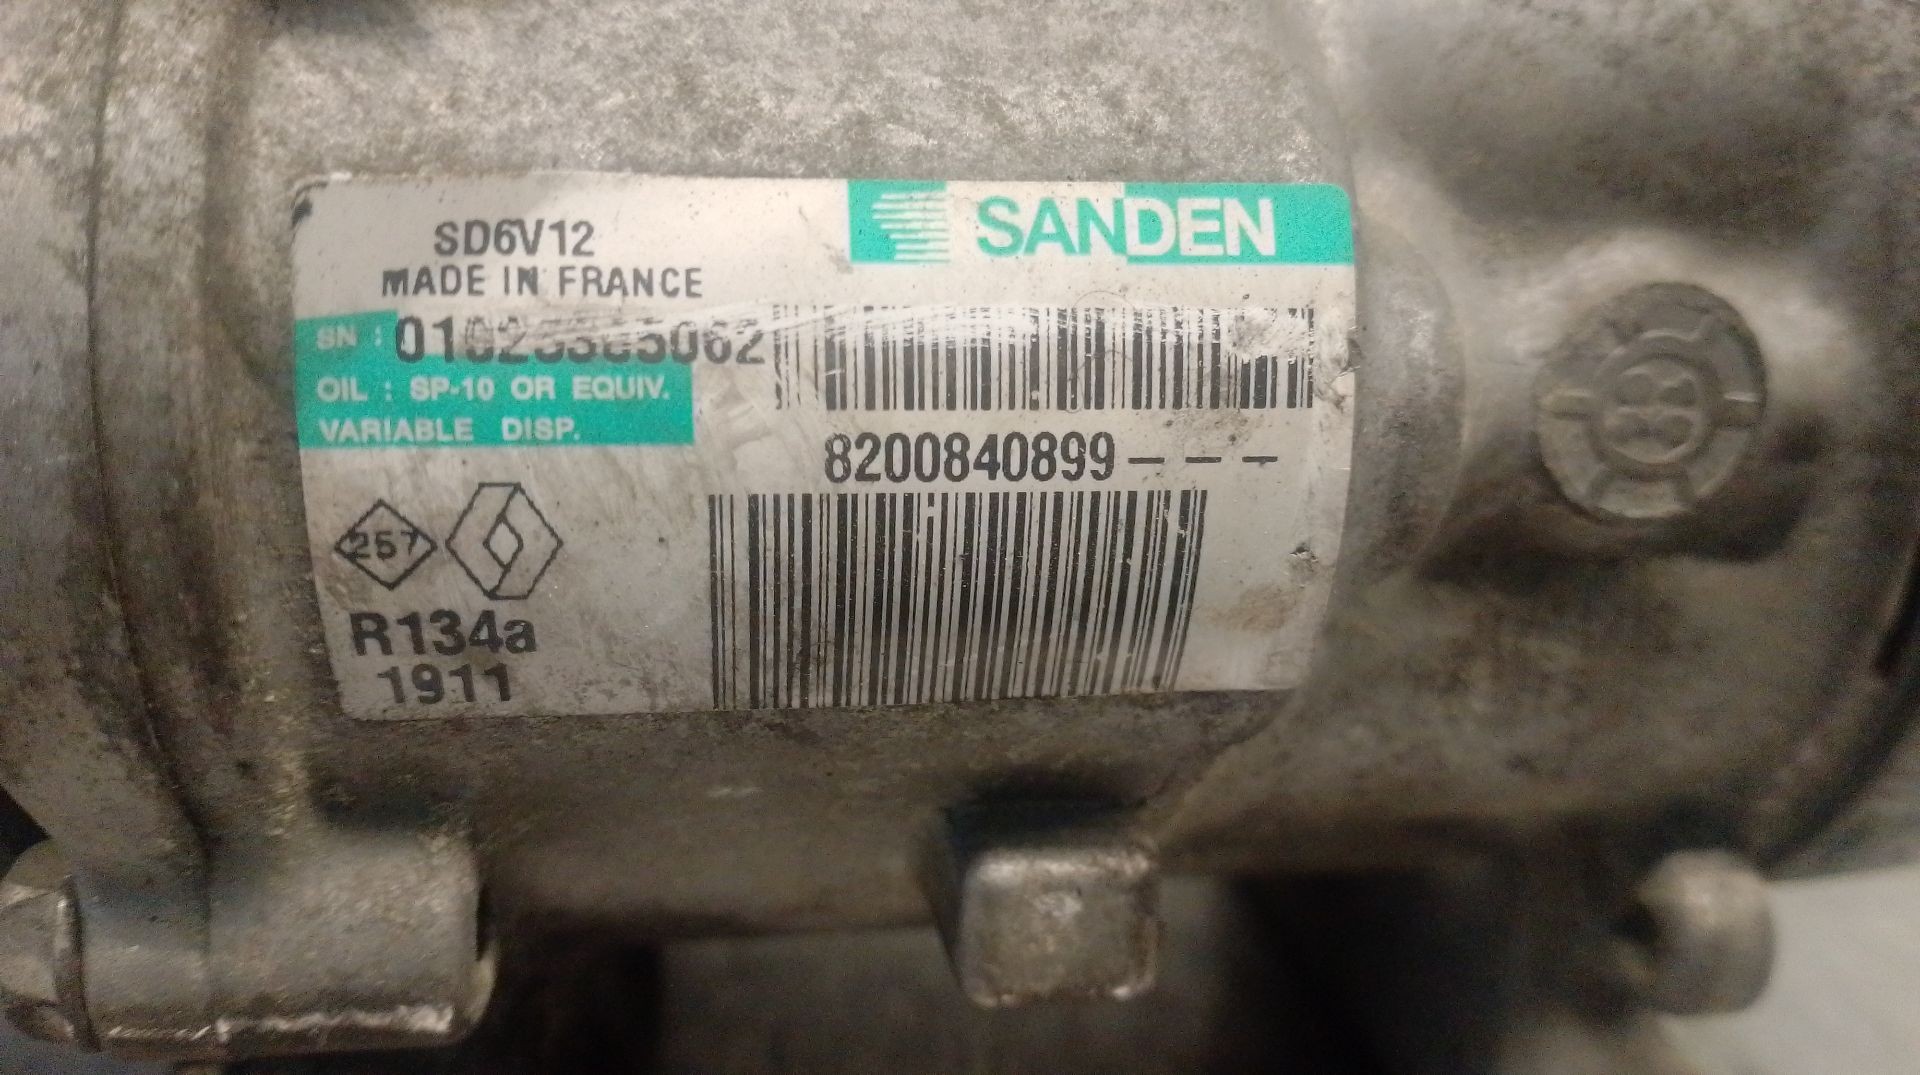 SD6V12
SANDEN
MADE IN FRANCE
SN :
OIL : SP-10 OR EQUIV.
VARIABLE DISP.
8200840899---
257
R134a
1911